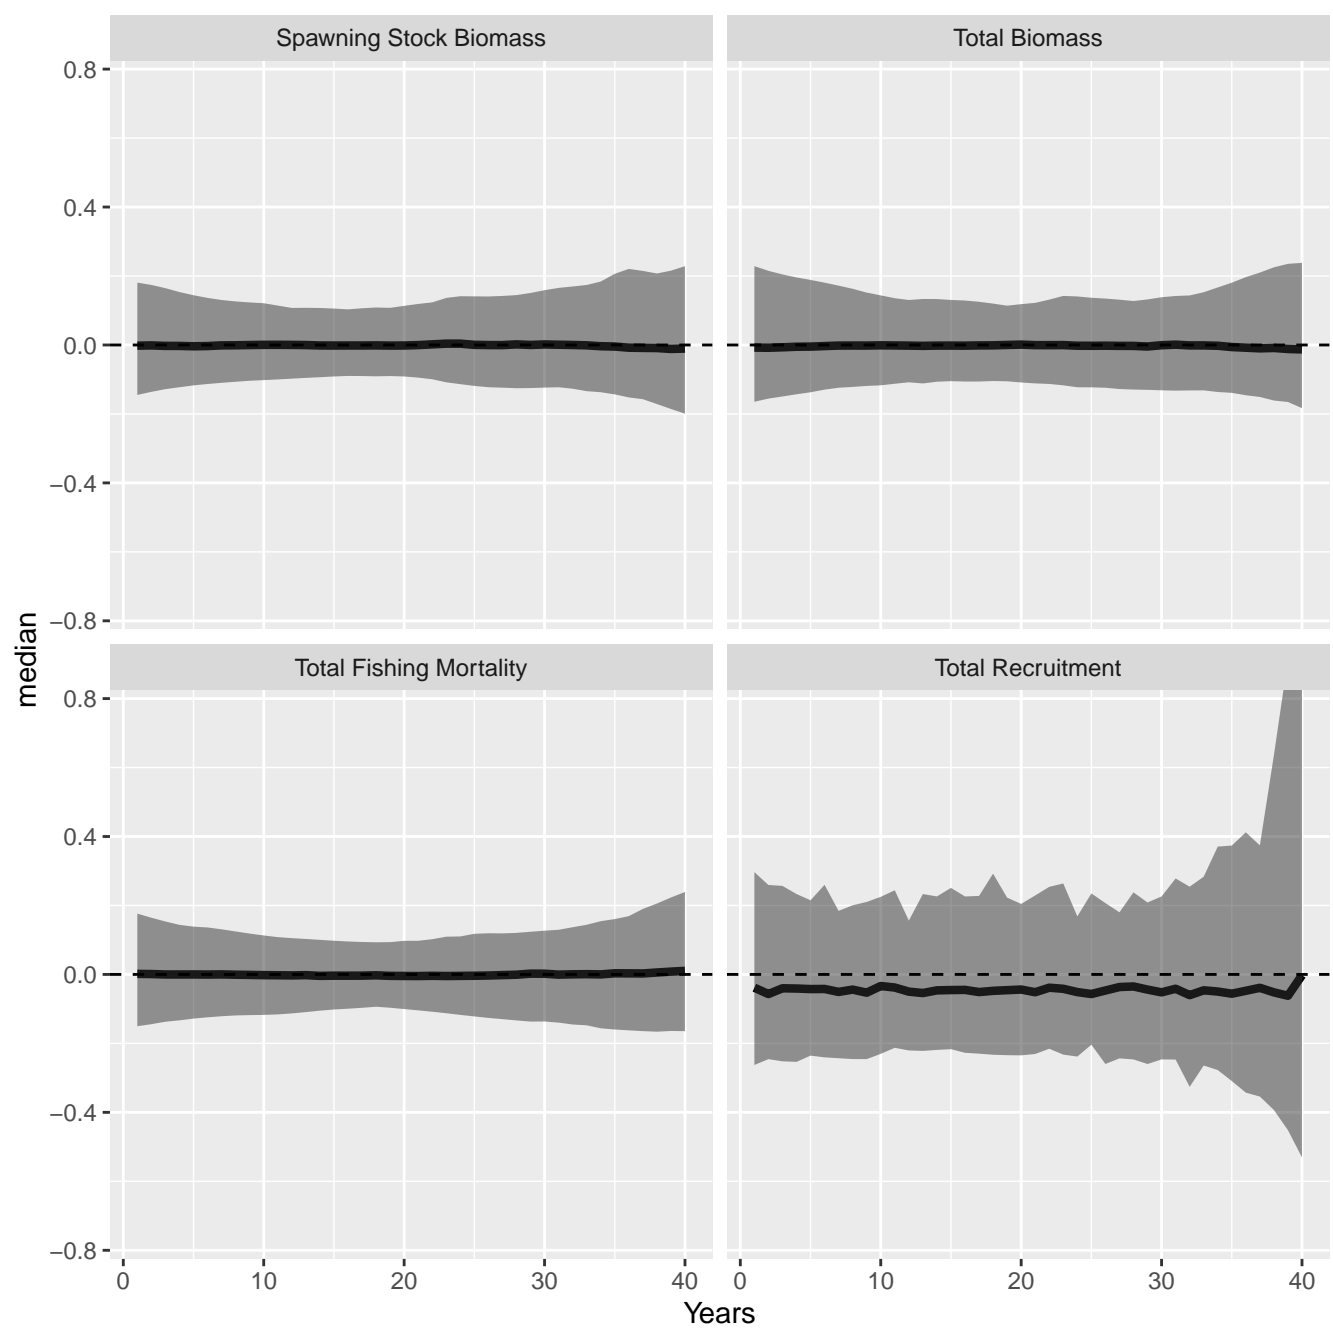 Spawning Stock Biomass
Total Biomass
0.8
0.4
0.0
−0.4
−0.8
median
Total Fishing Mortality
Total Recruitment
0.8
0.4
0.0
−0.4
−0.8
0 10 20 30 40
0 10 20 30 40
Years